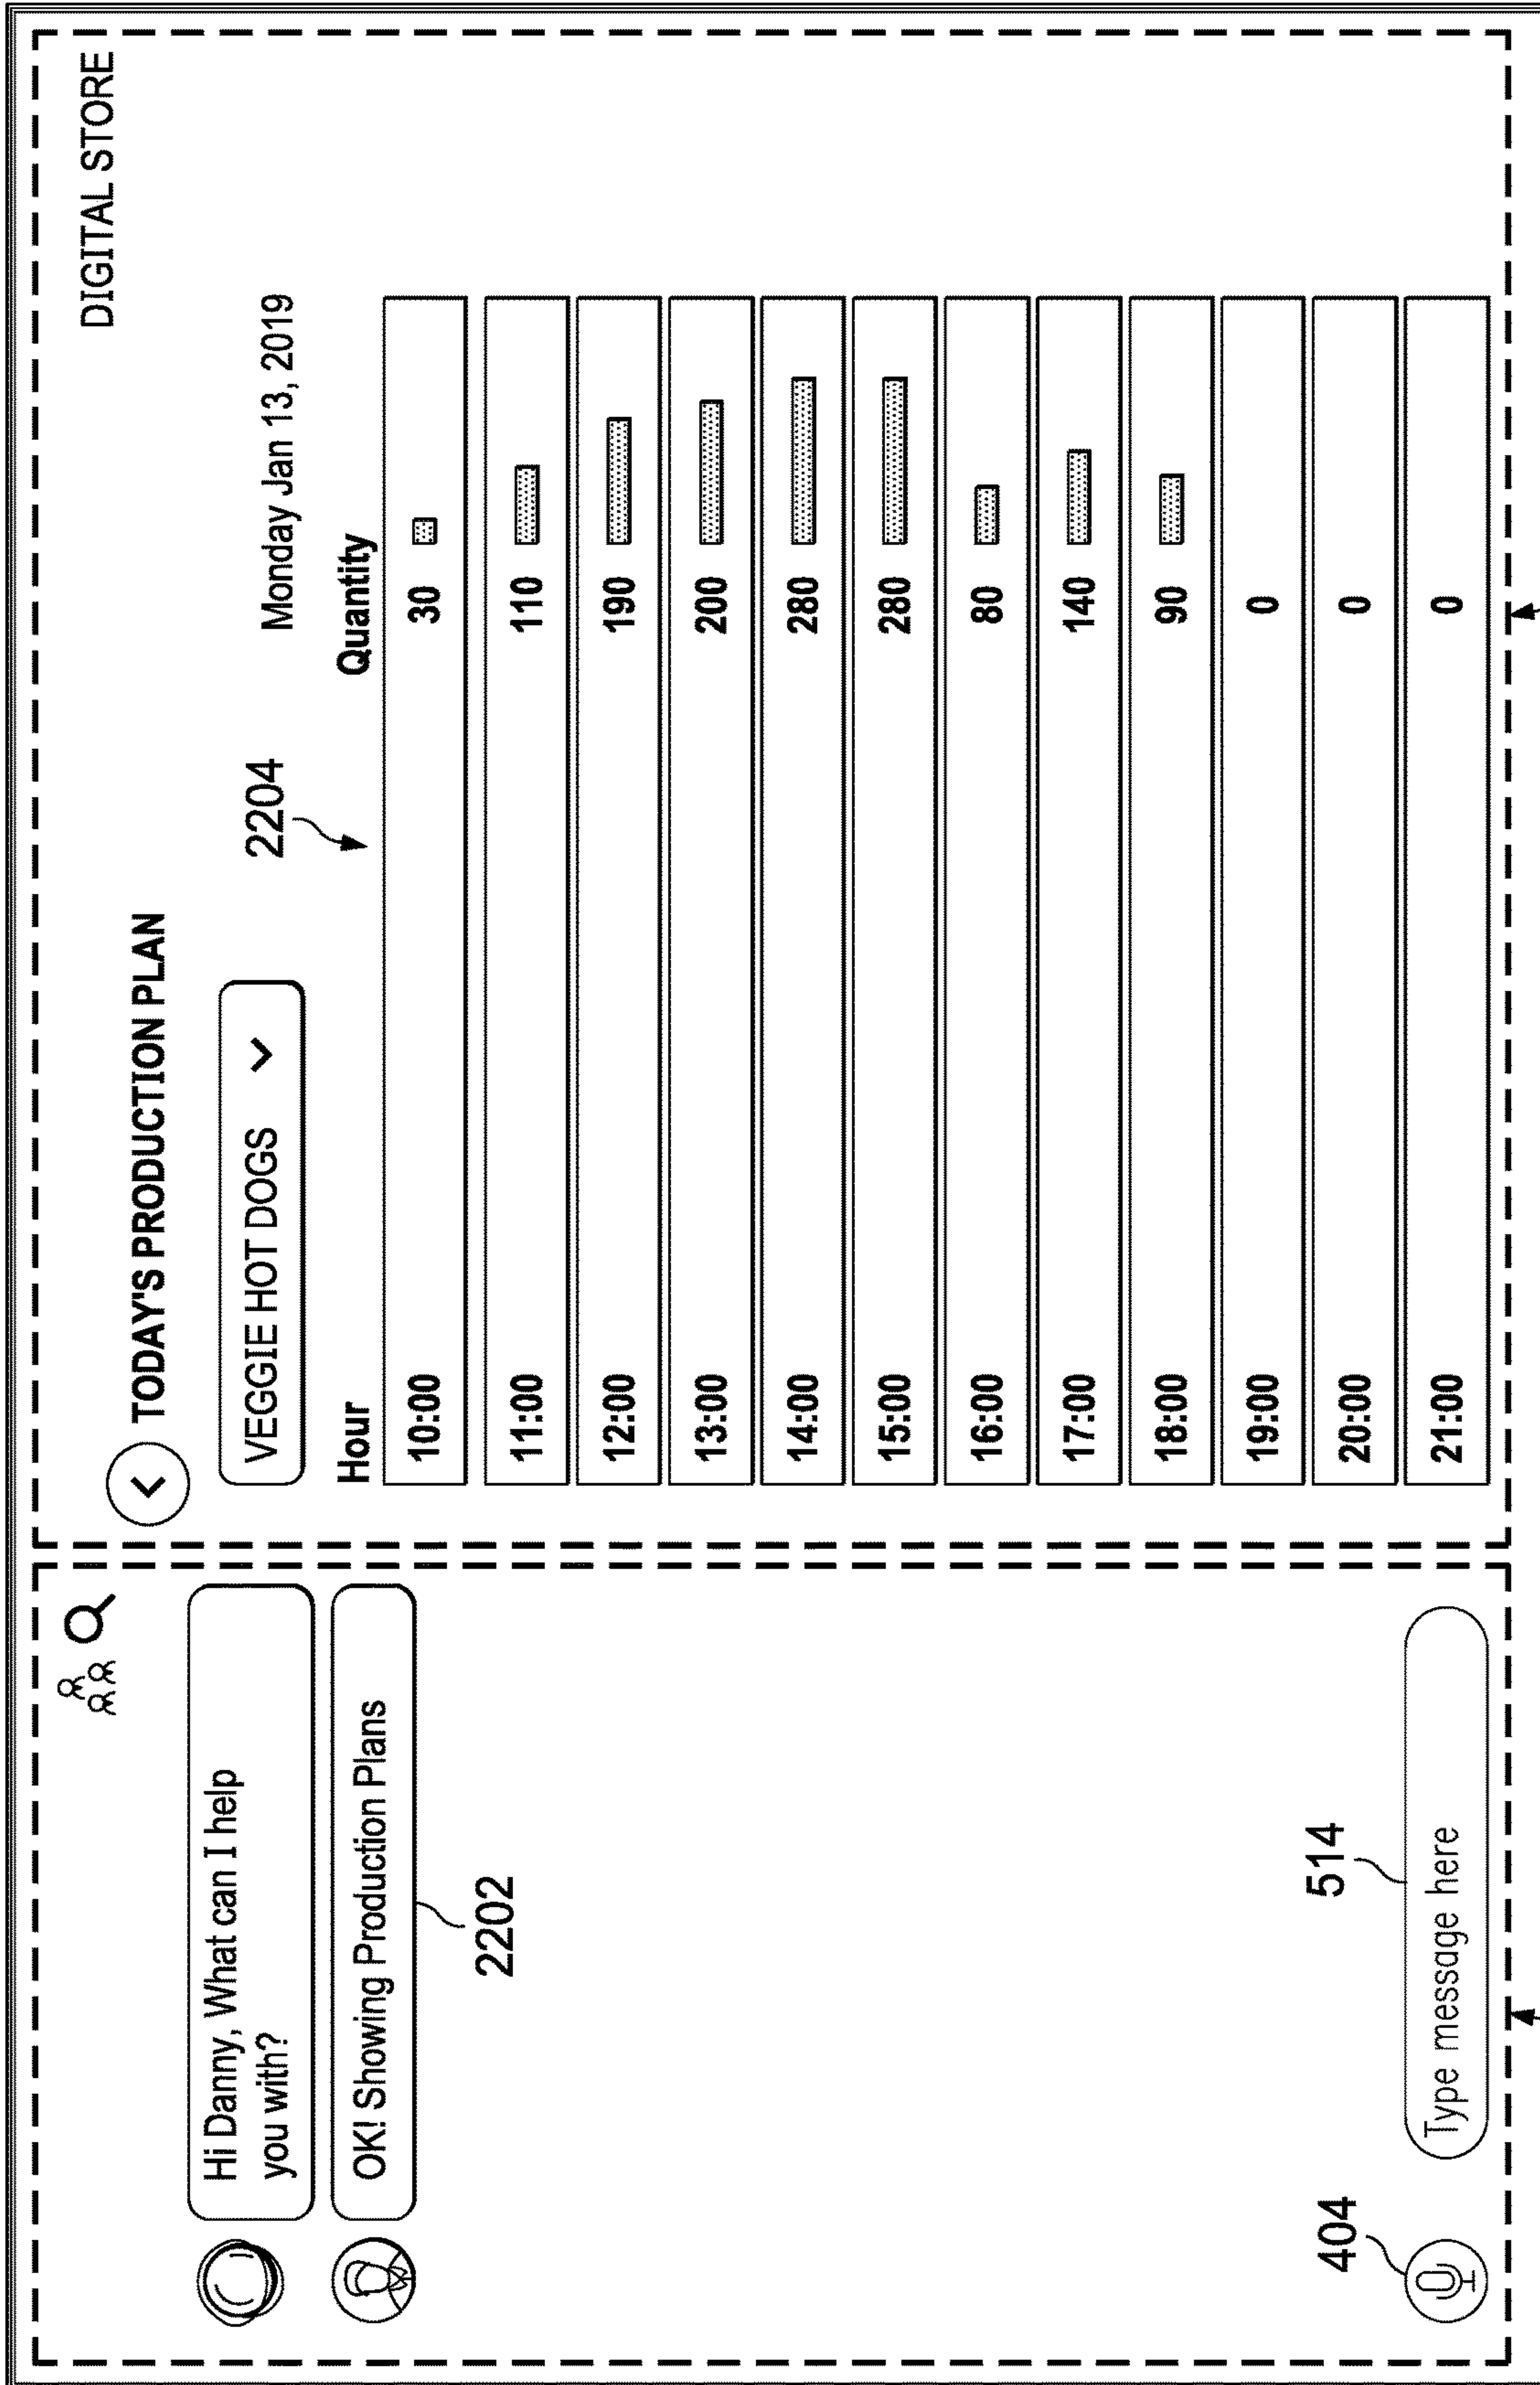 Hi Danny, What can I help
you with?
OK! Showing Production Plans
2202
514
404
Type message here
DIGITAL STORE
TODAY'S PRODUCTION PLAN
VEGGIE HOT DOGS
2204
Monday Jan 13, 2019
Hour Quantity
10:00 30
11:00 110
12:00 190
13:00 200
14:00 280
15:00 280
16:00 80
17:00 140
18:00 90
19:00 0
20:00 0
21:00 0